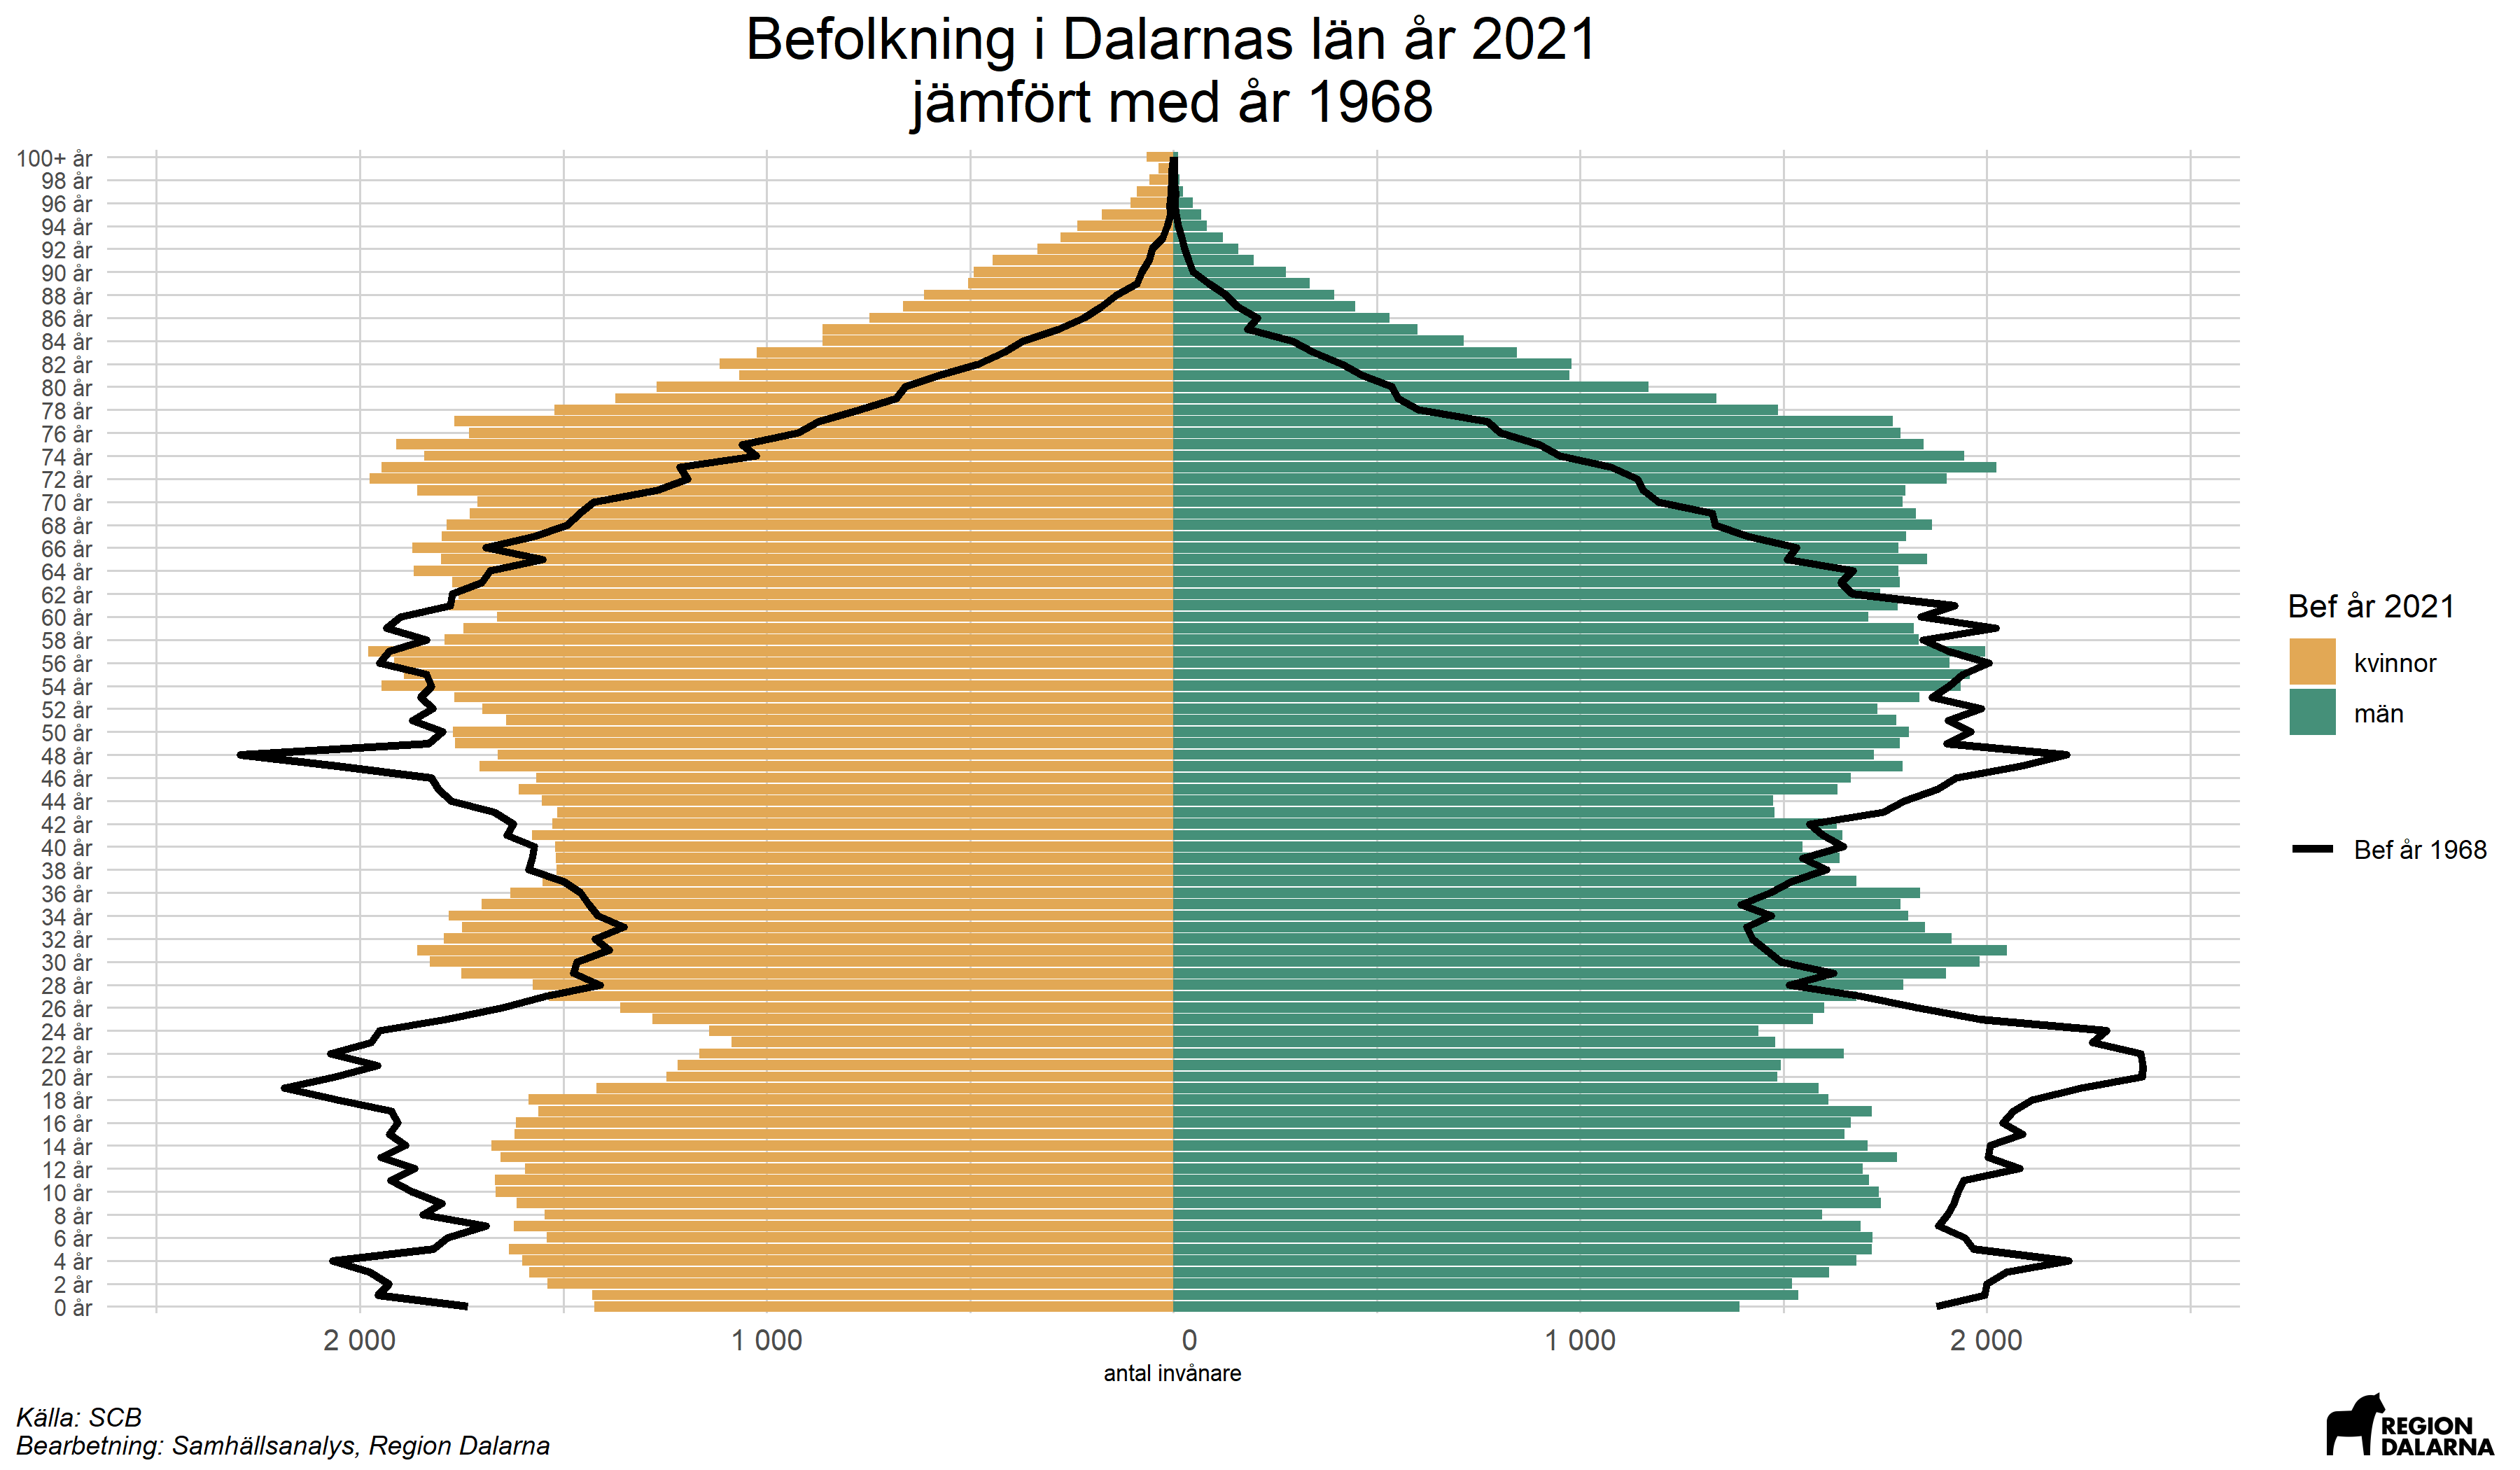 Befolkning i Dalarnas län år 2021
jämfört med år 1968
100+ år
98 år
96 år
94 år
92 år
90 år
88 år
86 år
84 år
82 år
80 år
78 år
76 år
74 år
72 år
70 år
68 år
66 år
64 år
62 år
60 år
58 år
56 år
54 år
52 år
50 år
48 år
46 år
44 år
42 år
40 år
38 år
36 år
34 år
32 år
30 år
28 år
26 år
24 år
22 år
20 år
18 år
16 år
14 år
12 år
10 år
8 år
6 år
4 år
2 år
0 år
2 000 1 000 0 1 000 2 000
antal invånare
Bef år 2021
kvinnor
män
Bef år 1968
Källa: SCB
Bearbetning: Samhällsanalys, Region Dalarna
REGION
DALARNA